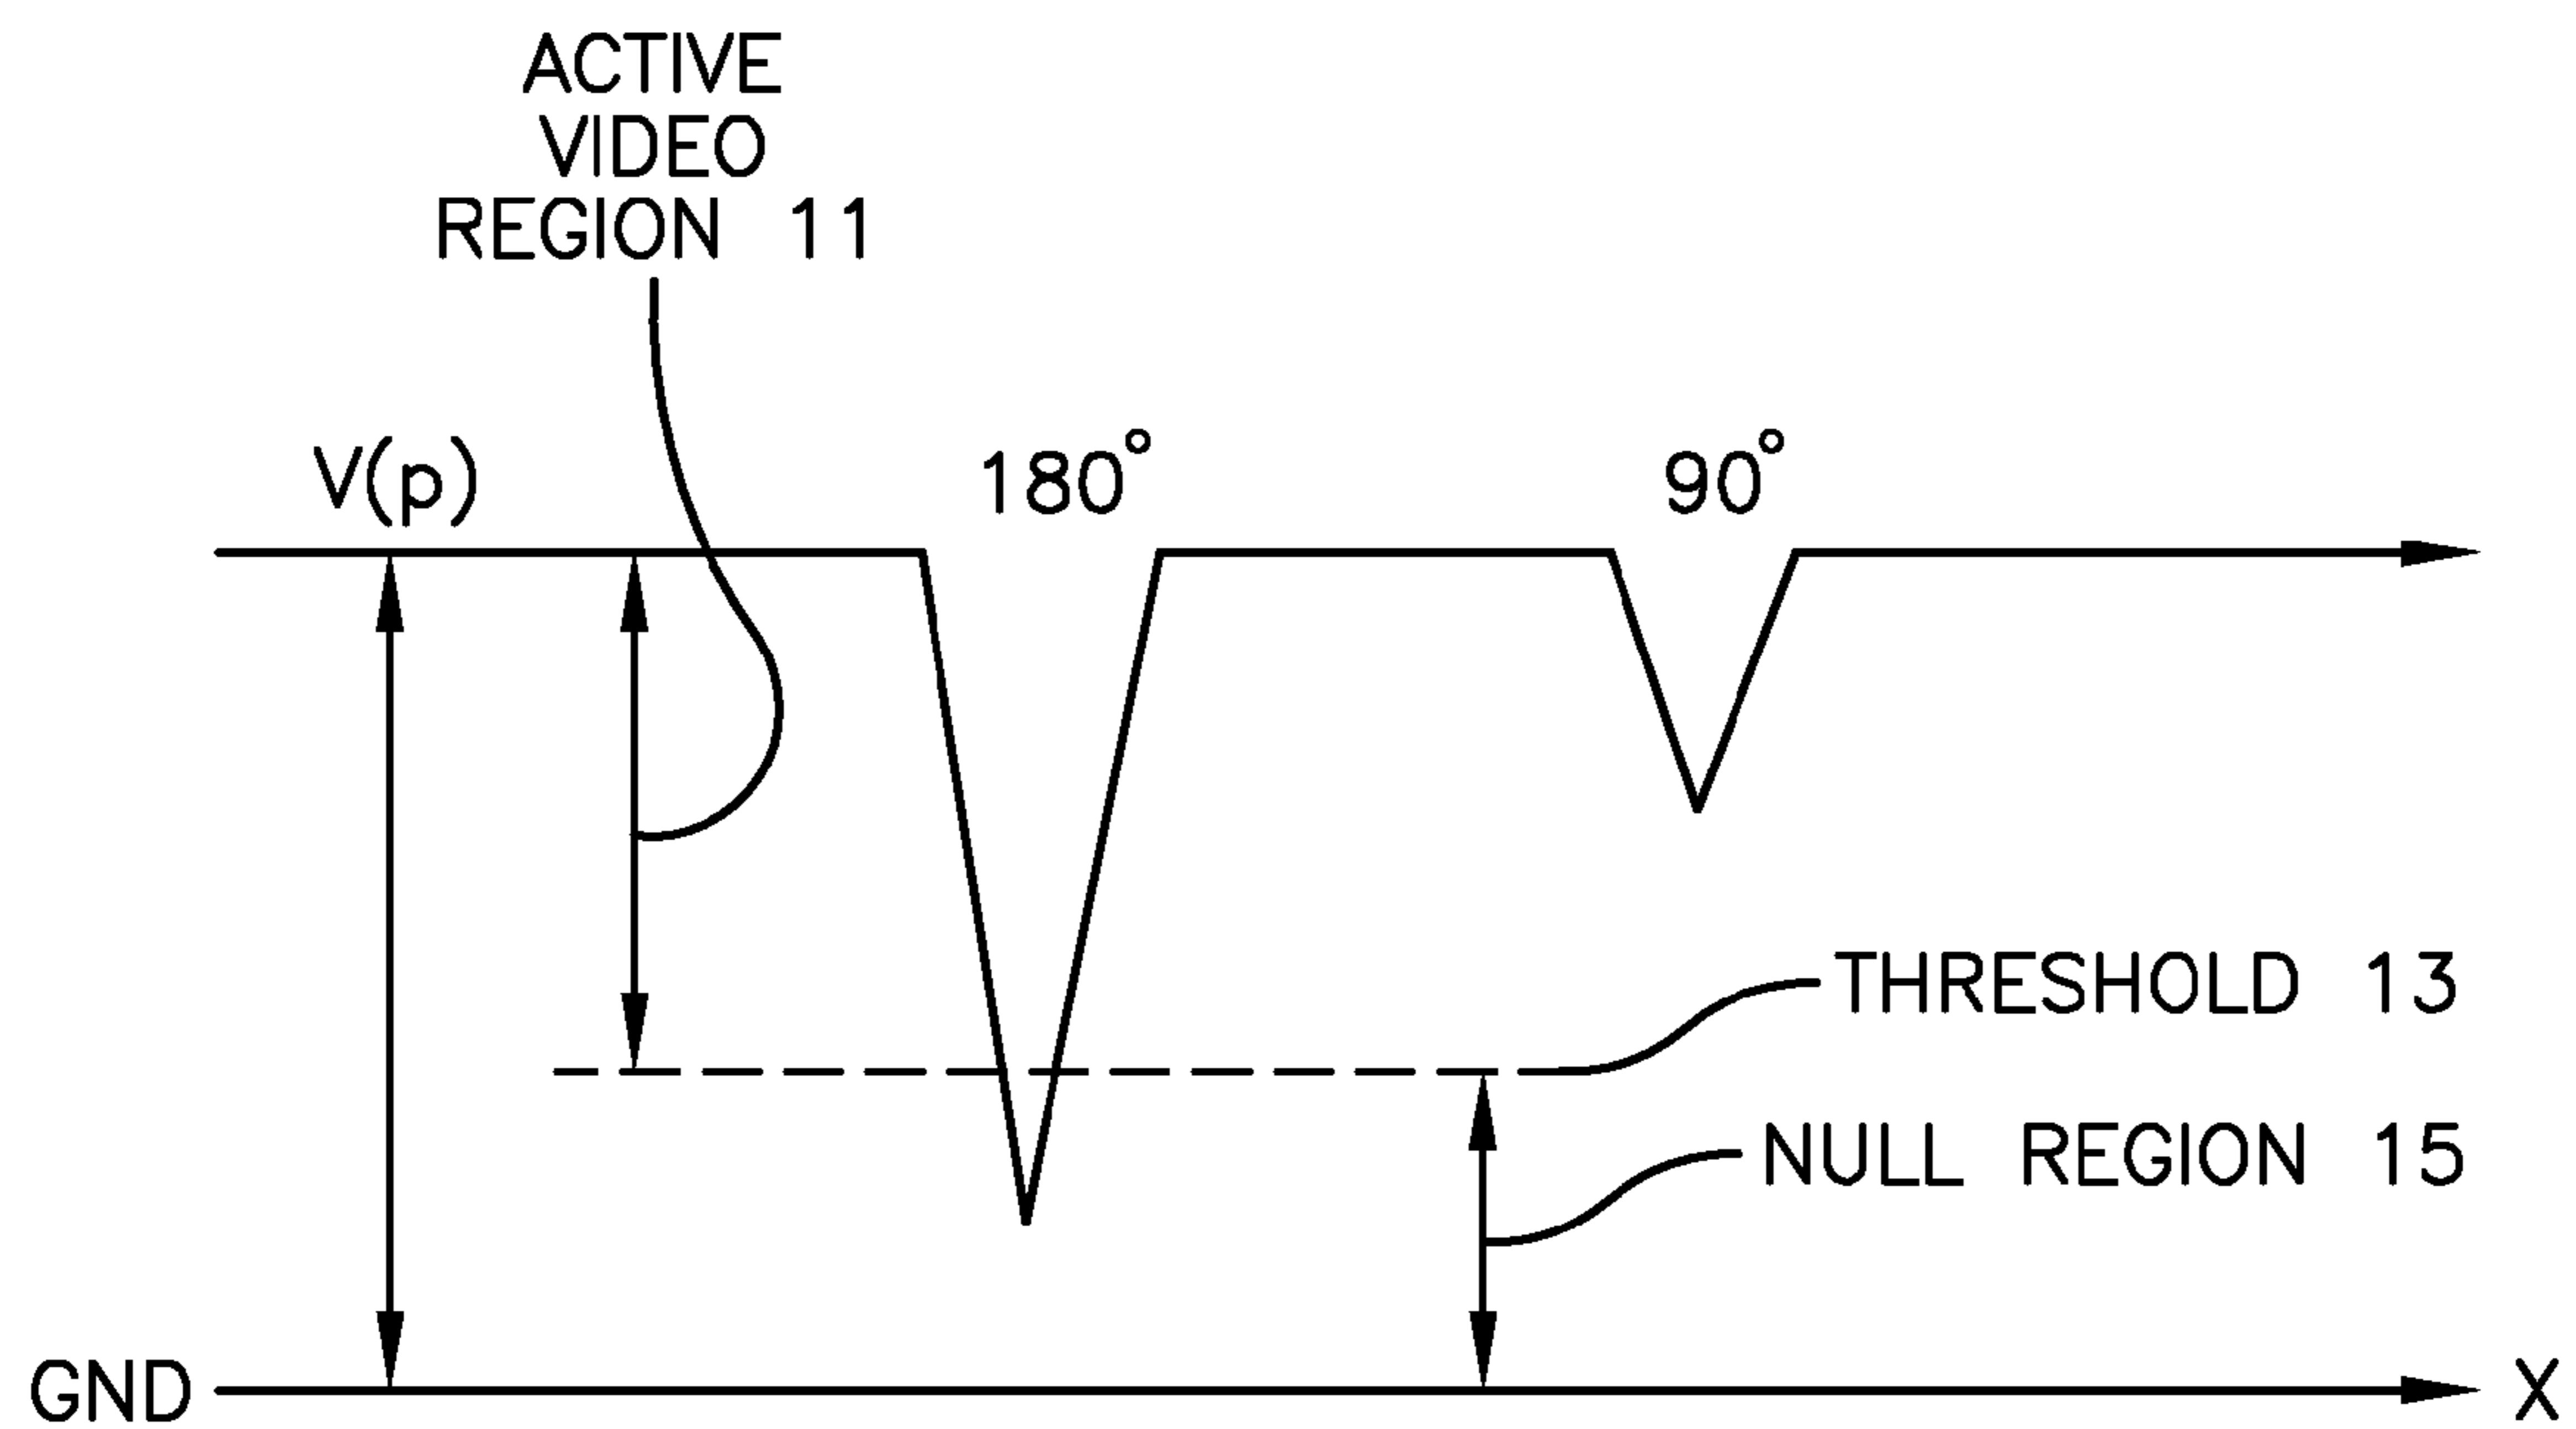 ACTIVE
VIDEO
REGION 11
V(p)
180°
90°
THRESHOLD 13
NULL REGION 15
GND
X